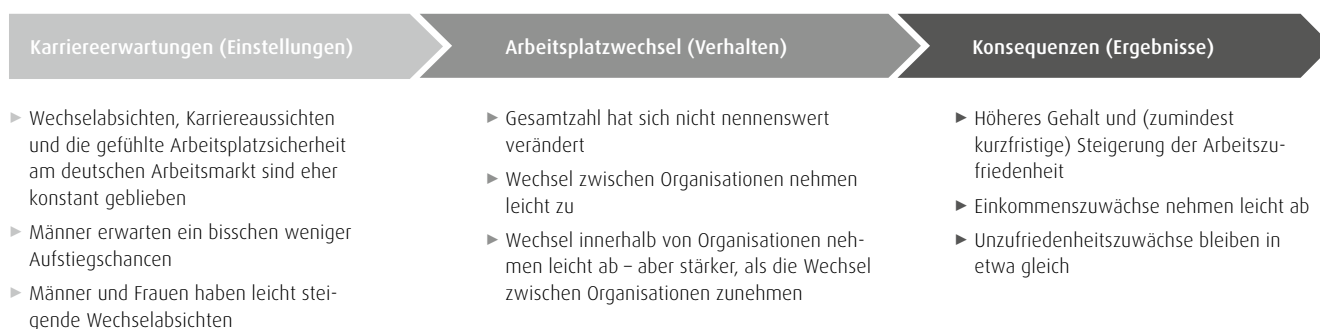 Karriereerwartungen (Einstellungen)
Arbeitsplatzwechsel (Verhalten)
Konsequenzen (Ergebnisse)
► Wechselabsichten, Karriereaussichten
und die gefühlte Arbeitsplatzsicherheit
am deutschen Arbeitsmarkt sind eher
konstant geblieben
► Männer erwarten ein bisschen weniger
Aufstiegschancen
► Männer und Frauen haben leicht stei-
gende Wechselabsichten
► Gesamtzahl hat sich nicht nennenswert
verändert
► Wechsel zwischen Organisationen nehmen
leicht zu
► Wechsel innerhalb von Organisationen neh-
men leicht ab – aber stärker, als die Wechsel
zwischen Organisationen zunehmen
► Höheres Gehalt und (zumindest
kurzfristige) Steigerung der Arbeitszu-
friedenheit
► Einkommenszuwächse nehmen leicht ab
► Unzufriedenheitszuwächse bleiben in
etwa gleich